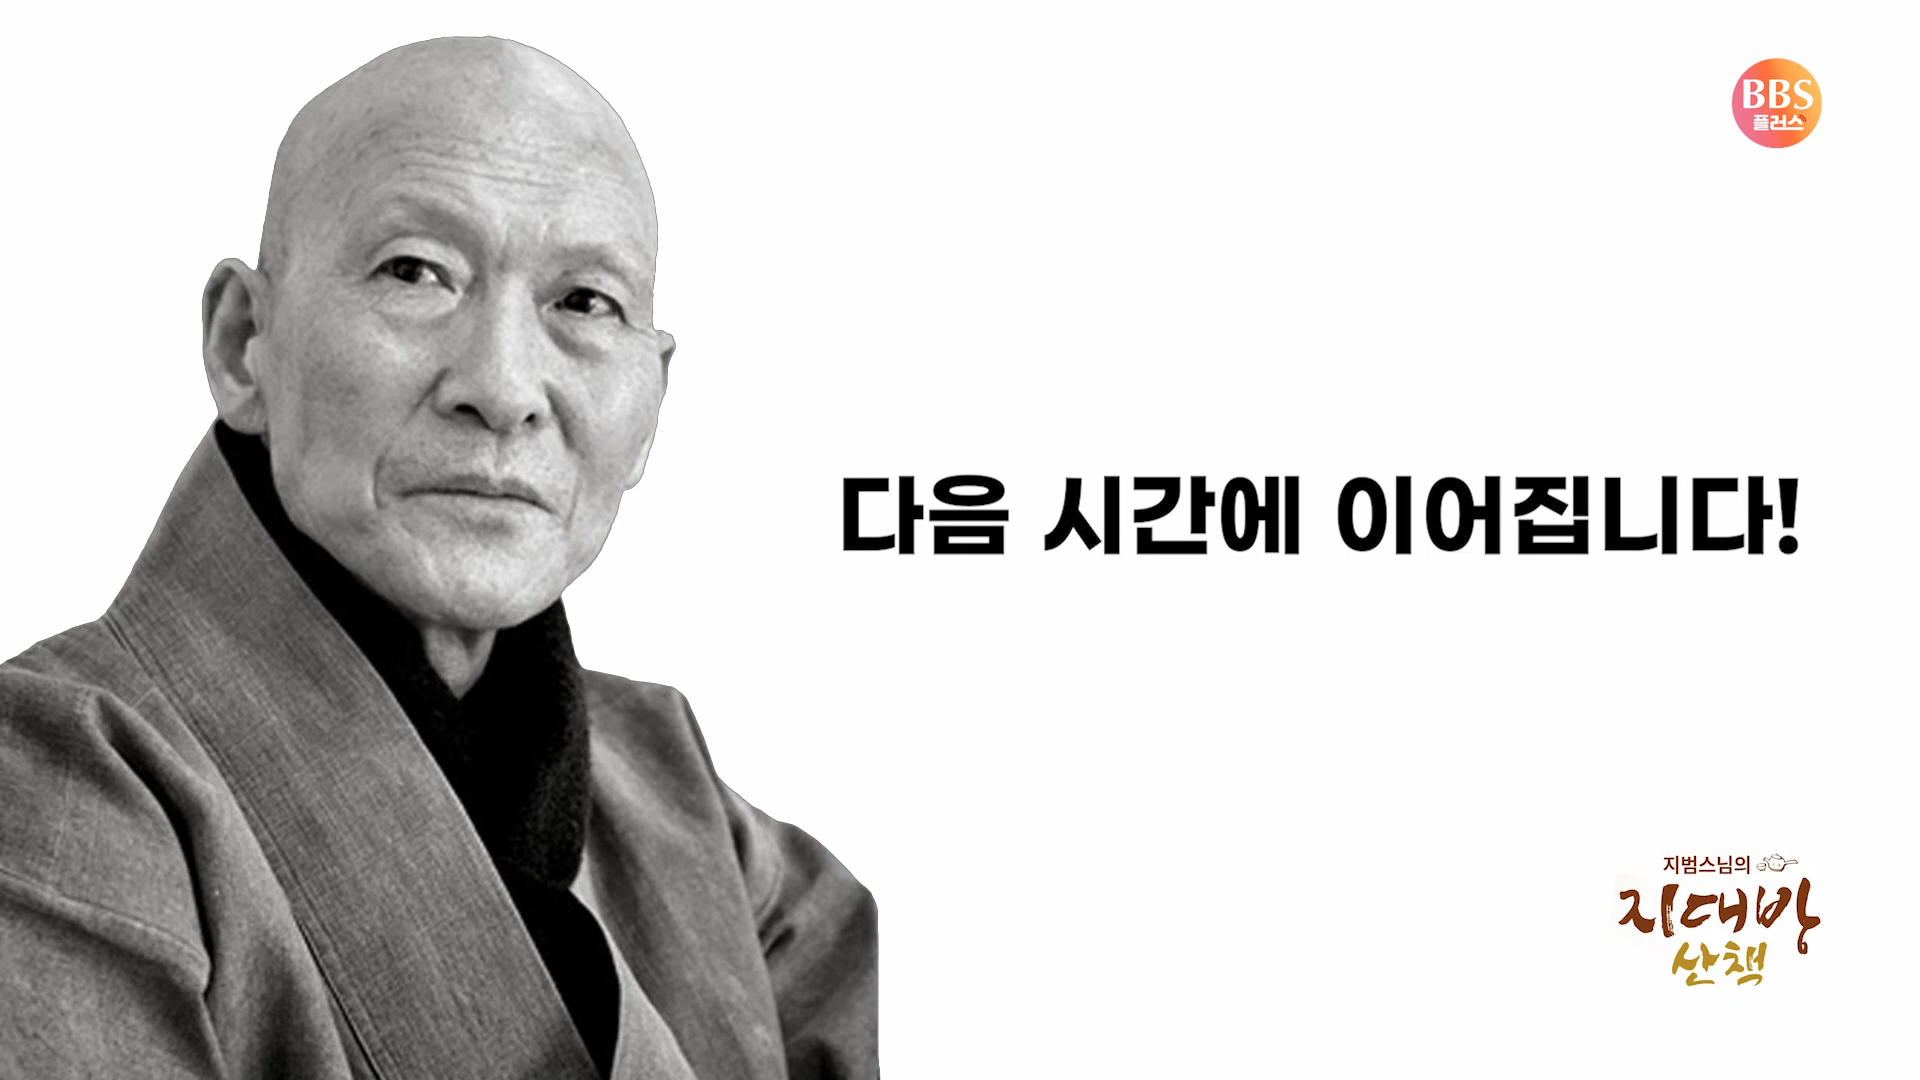 BBS
플러스
다음 시간에 이어집니다!
지범스님의
지대방
산책